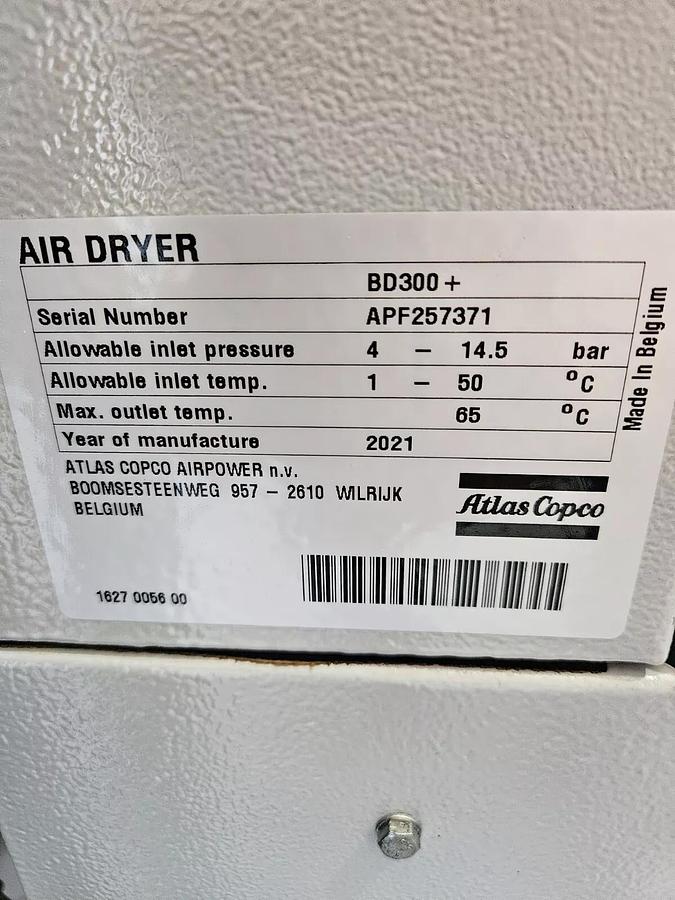 AIR DRYER
BD300+
Serial Number APF257371
Allowable inlet pressure 4 – 14.5 bar
Allowable inlet temp. 1 – 50 °C
Max. outlet temp. 65 °C
Year of manufacture 2021
Made In Belgium
ATLAS COPCO AIRPOWER n.v.
BOOMSESTEENWEG 957 – 2610 WILRIJK
BELGIUM
Atlas Copco
1627 0056 00